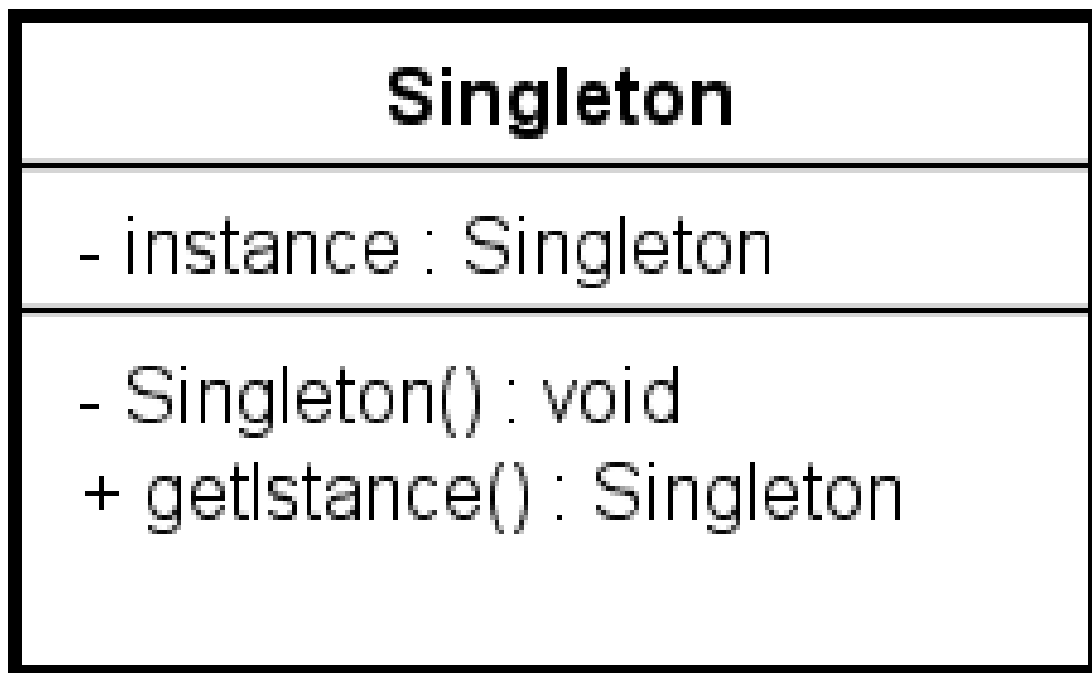 Singleton
- instance : Singleton
- Singleton() : void
+ getIstance() : Singleton